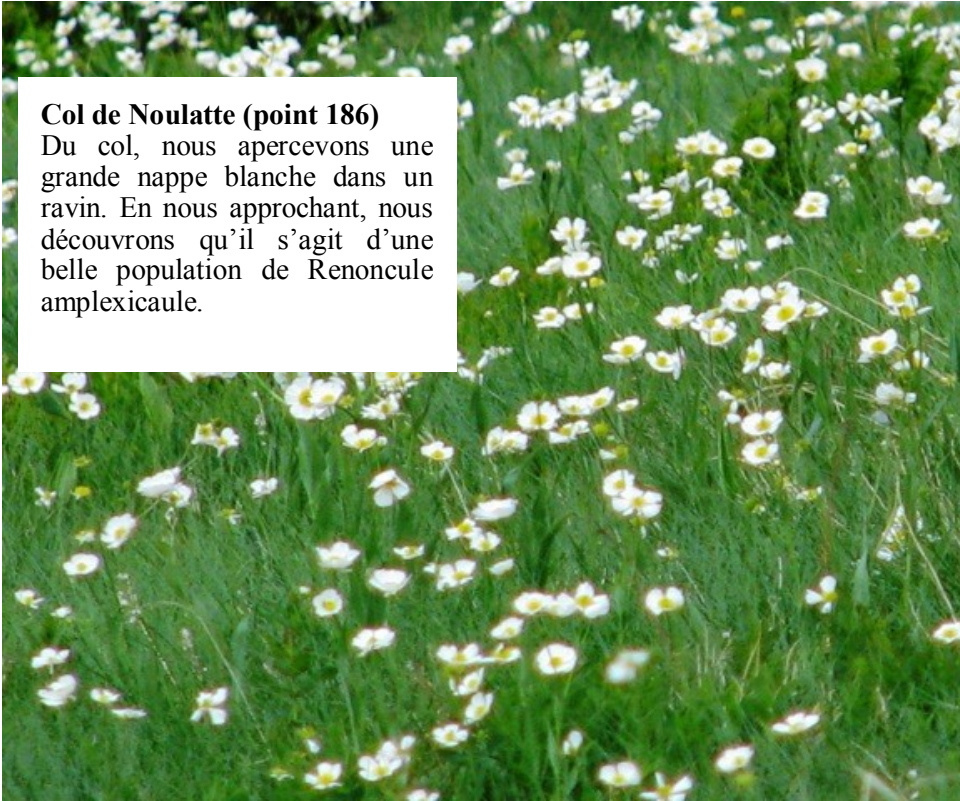 Col de Noulatte (point 186)
Du col, nous apercevons une
grande nappe blanche dans un
ravin. En nous approchant, nous
découvrons qu’il s’agit d’une
belle population de Renoncule
amplexicaule.